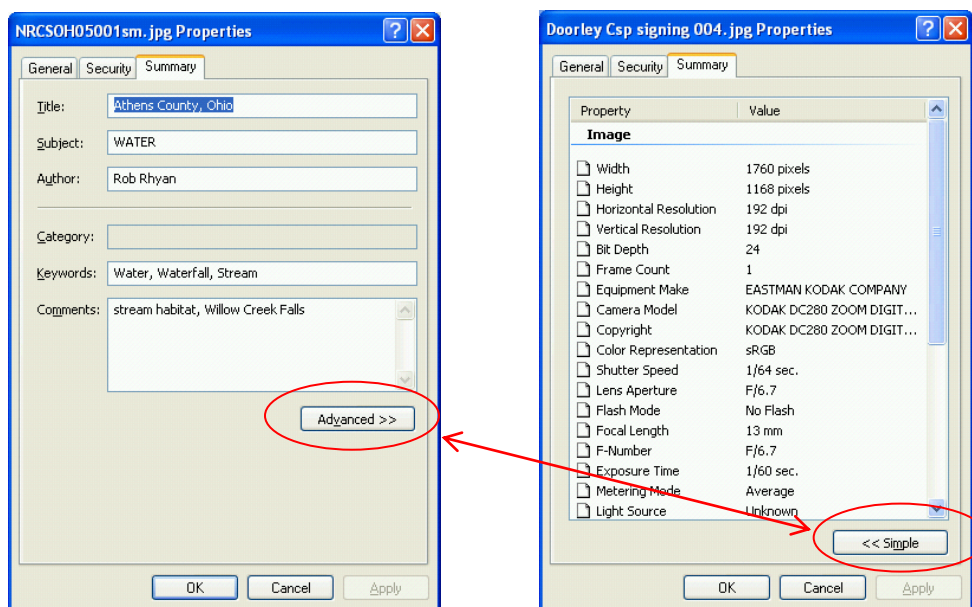 NRCSOH05001sm.jpg Properties
General Security Summary
Title: Athens County, Ohio
Subject: WATER
Author: Rob Rhyan
Category:
Keywords: Water, Waterfall, Stream
Comments: stream habitat, Willow Creek Falls
Advanced >>
OK Cancel Apply
Doorley Csp signing 004.jpg Properties
General Security Summary
Property Value
Image
Width 1760 pixels
Height 1168 pixels
Horizontal Resolution 192 dpi
Vertical Resolution 192 dpi
Bit Depth 24
Frame Count 1
Equipment Make EASTMAN KODAK COMPANY
Camera Model KODAK DC280 ZOOM DIGIT...
Copyright KODAK DC280 ZOOM DIGIT...
Color Representation sRGB
Shutter Speed 1/64 sec.
Lens Aperture F/6.7
Flash Mode No Flash
Focal Length 13 mm
F-Number F/6.7
Exposure Time 1/60 sec.
Metering Mode Average
Light Source Unknown
<< Simple
OK Cancel Apply